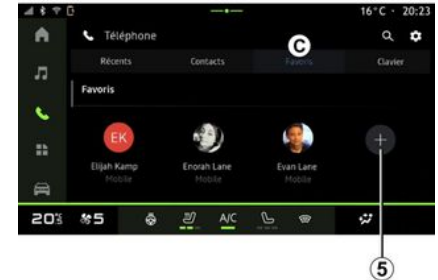 16°C · 20:23
Téléphone
C
Récents Contacts Favoris Clavier
Favoris
EK
Elijah Kamp Enorah Lane Evan Lane
Mobile Mobile Mobile
+
20°5 5 A/C
5